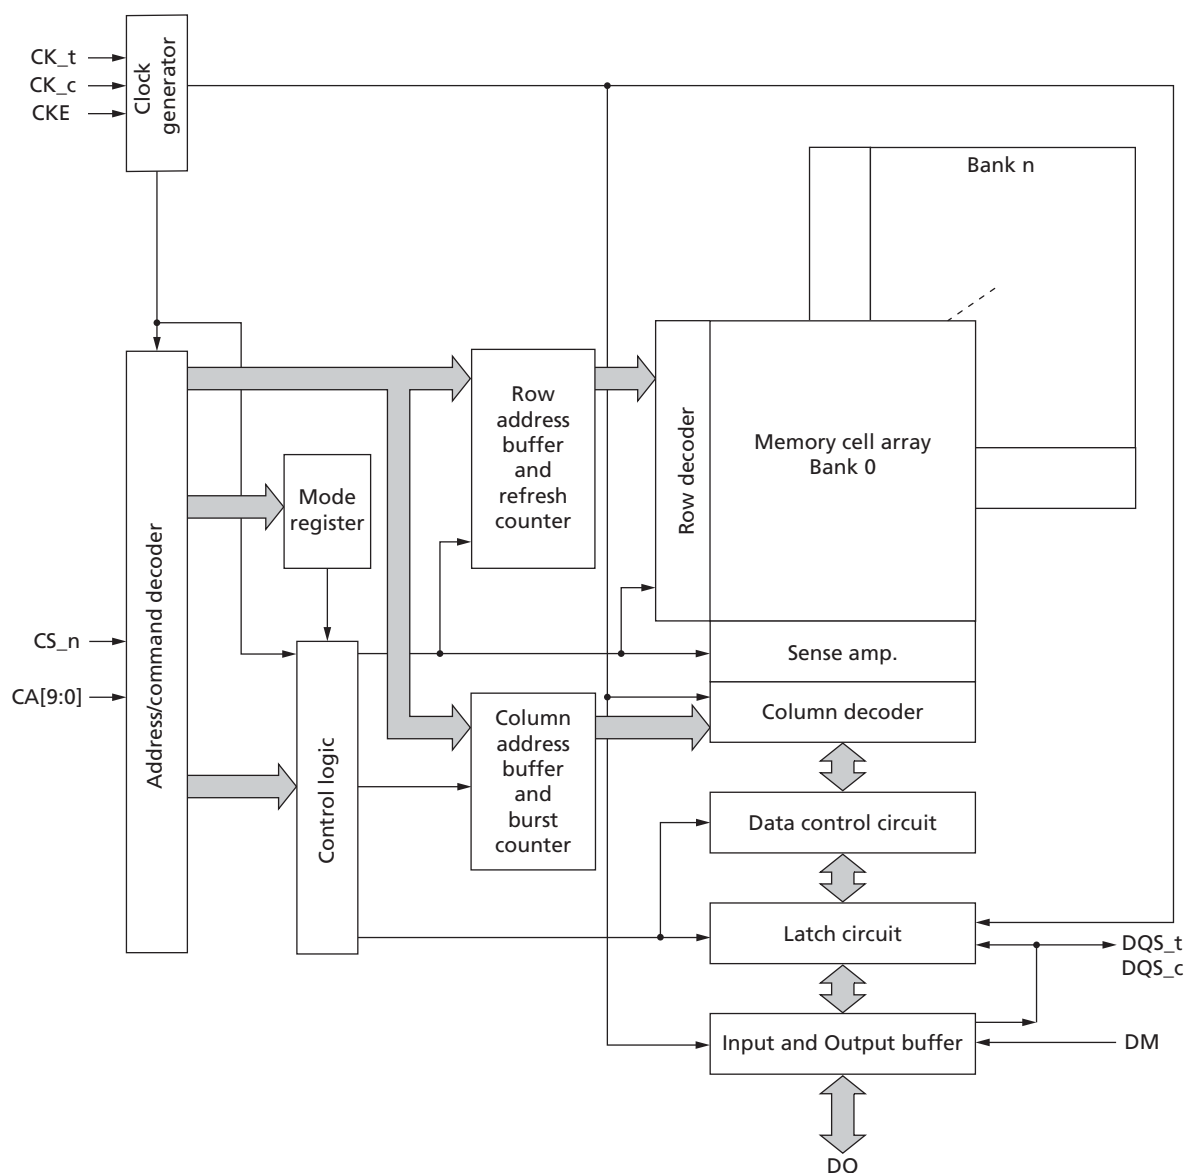 CK_t
CK_c
CKE
Clock
generator
Bank n
Row
address
buffer
and
refresh
counter
Row decoder
Memory cell array
Bank 0
Mode
register
Address/command decoder
CS_n
CA[9:0]
Control logic
Sense amp.
Column decoder
Column
address
buffer
and
burst
counter
Data control circuit
Latch circuit
DQS_t
DQS_c
Input and Output buffer
DM